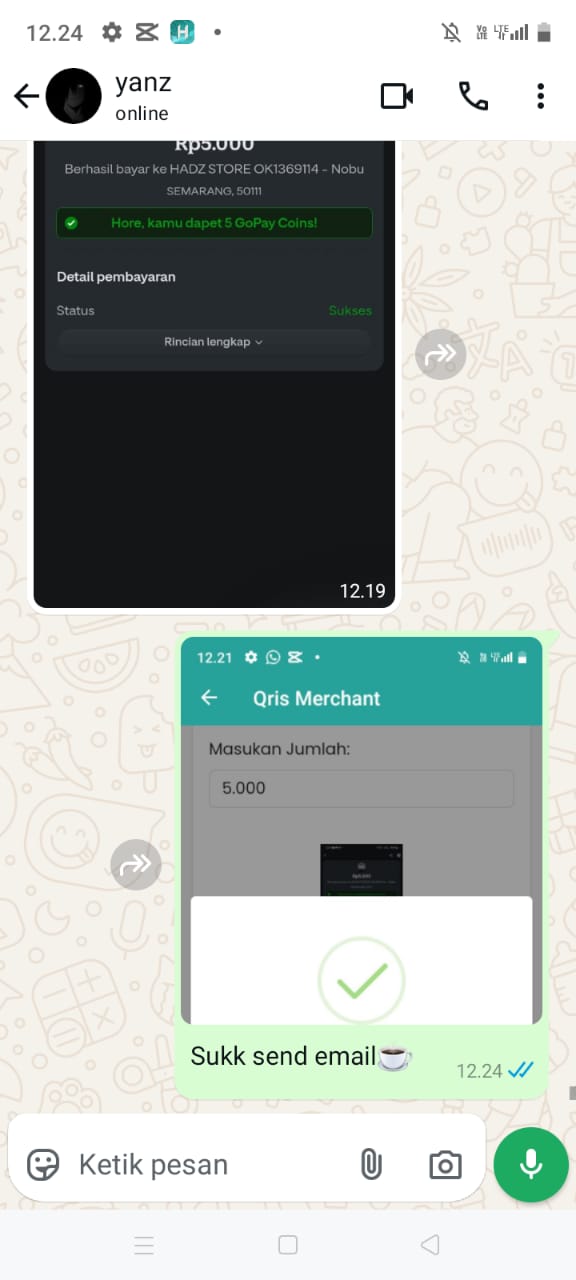 12.24
yanz
online
Rp5.000
Berhasil bayar ke HADZ STORE OK1369114 - Nobu
SEMARANG, 50111
Hore, kamu dapet 5 GoPay Coins!
Detail pembayaran
Status Sukses
Rincian lengkap
12.19
12.21
Qris Merchant
Masukan Jumlah:
5.000
Sukk send email☕
12.24
Ketik pesan